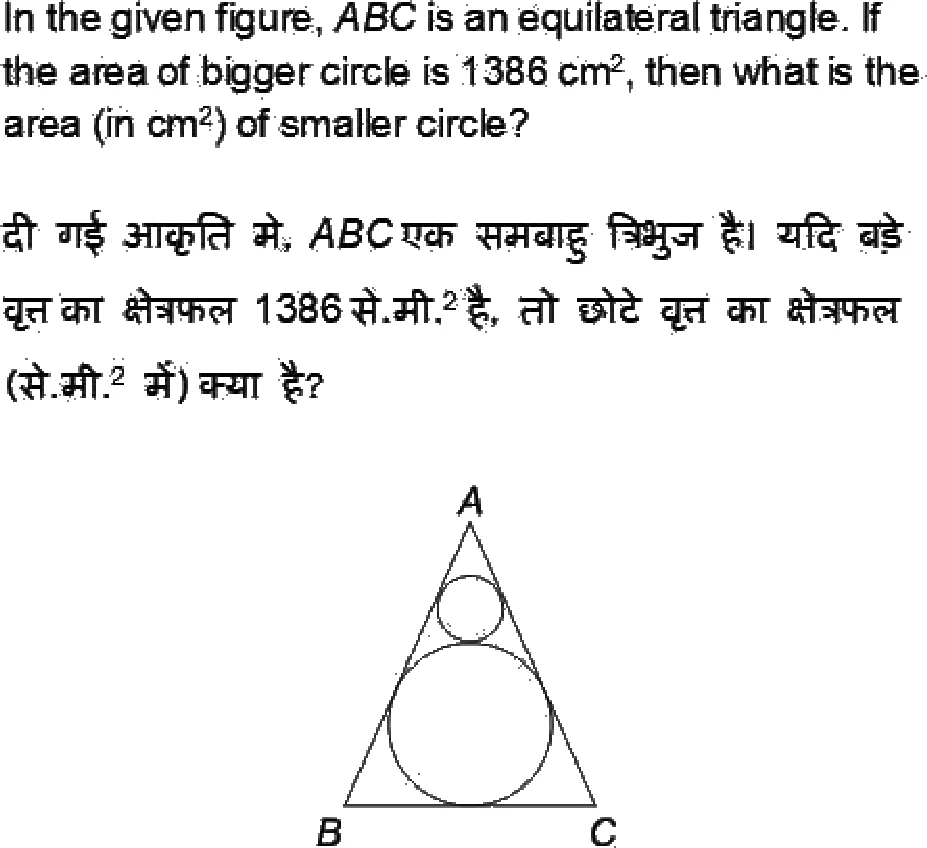 In the given figure, ABC is an equilateral triangle. If
the area of bigger circle is 1386 cm², then what is the
area (in cm²) of smaller circle?
दी गई आकृति मे, ABC एक समबाहु त्रिभुज है। यदि बड़े
वृत्त का क्षेत्रफल 1386 से.मी.² है, तो छोटे वृत्त का क्षेत्रफल
(से.मी.² में) क्या है?
A
B C